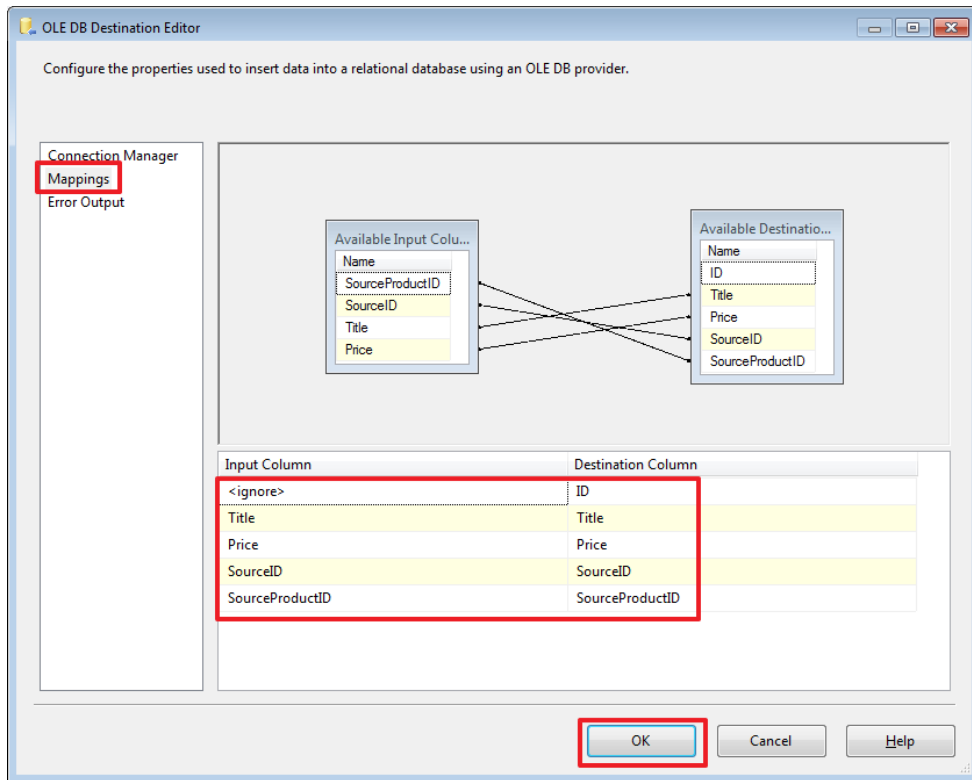 OLE DB Destination Editor
Configure the properties used to insert data into a relational database using an OLE DB provider.
Connection Manager
Mappings
Error Output
Available Input Colu...
Name
SourceProductID
SourceID
Title
Price
Available Destinatio...
Name
ID
Title
Price
SourceID
SourceProductID
Input Column Destination Column
<ignore> ID
Title Title
Price Price
SourceID SourceID
SourceProductID SourceProductID
OK Cancel Help